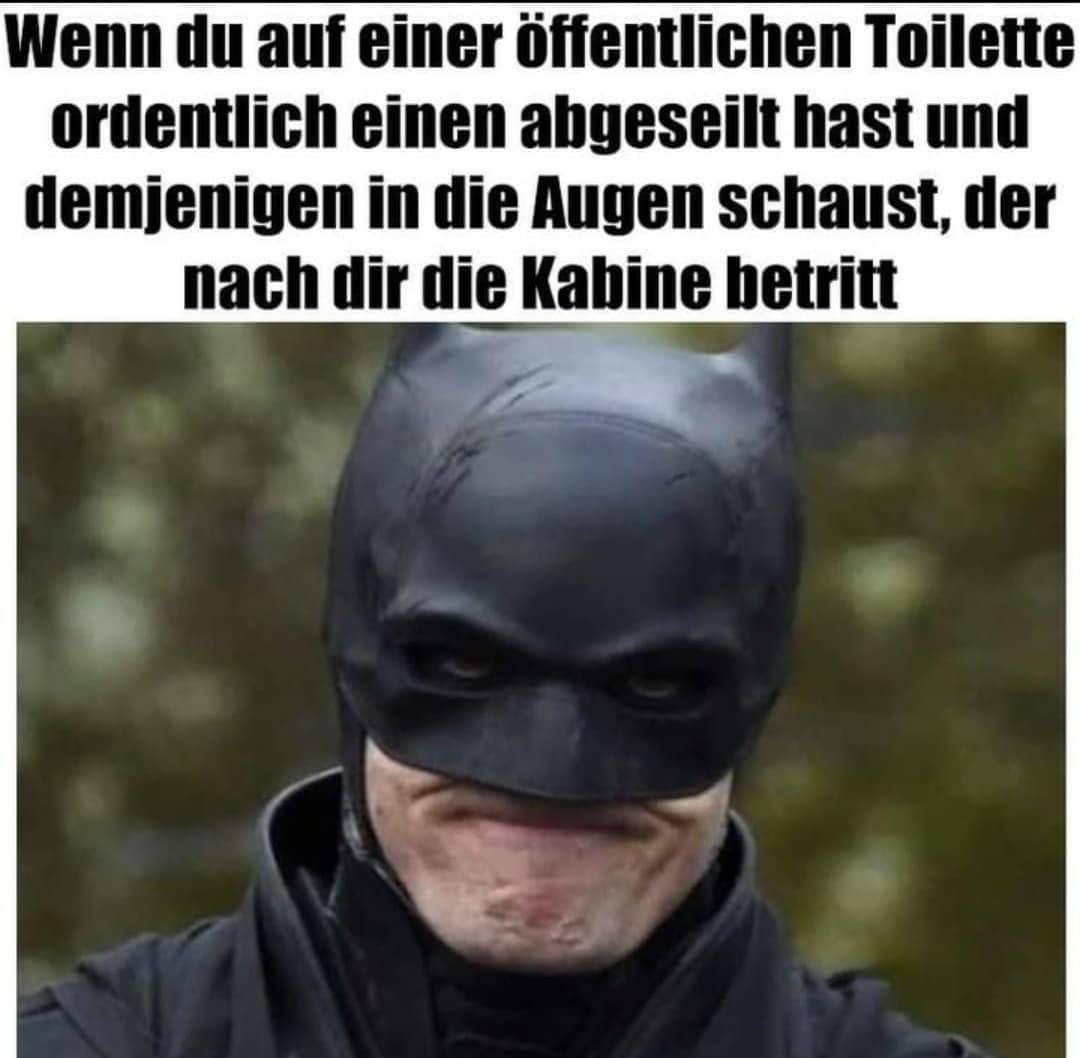 Wenn du auf einer öffentlichen Toilette
ordentlich einen abgeseilt hast und
demjenigen in die Augen schaust, der
nach dir die Kabine betritt